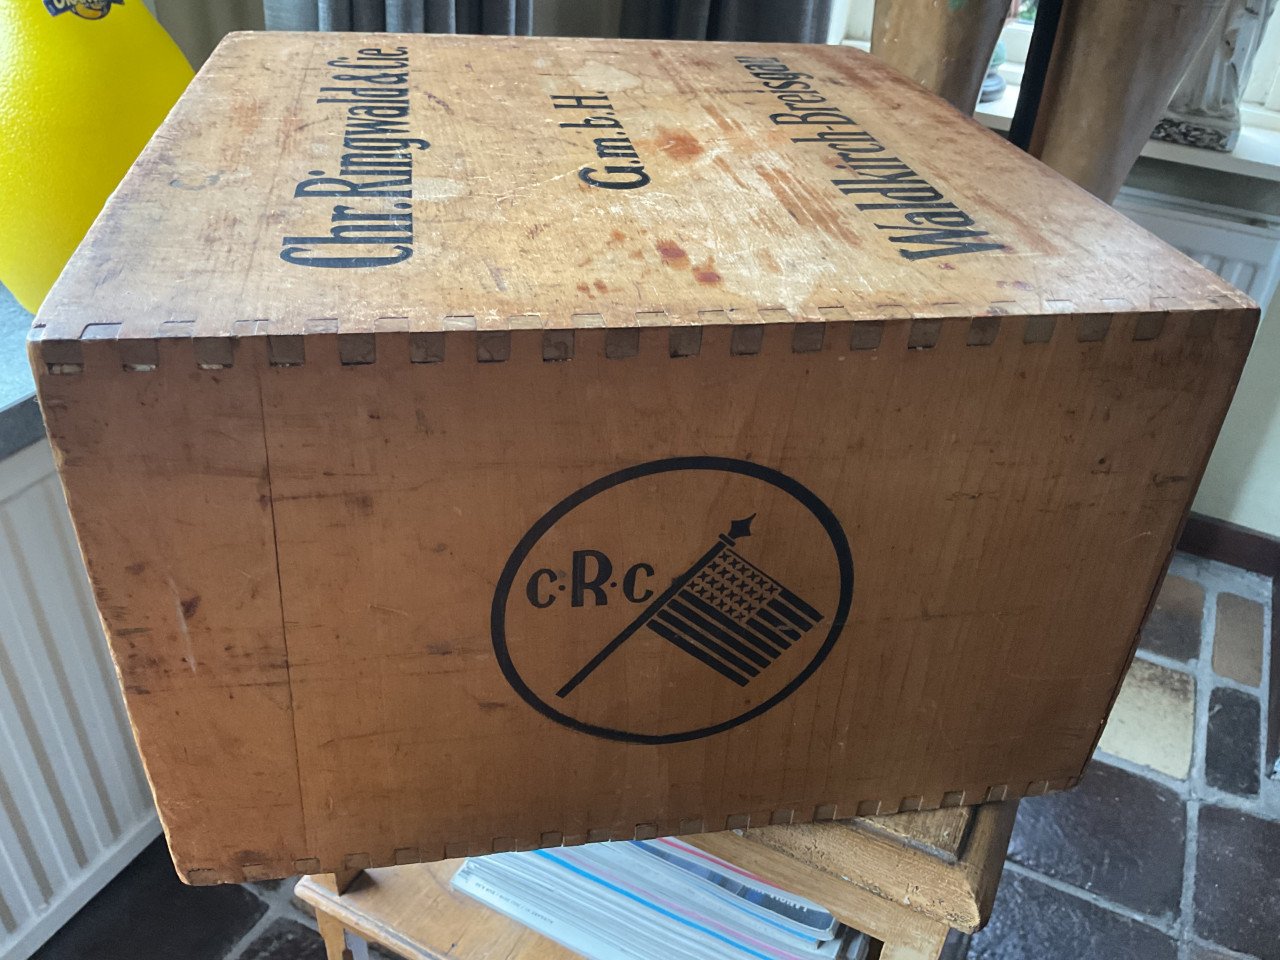 Chr. Ringwald & Cie.
G.m.b.H.
Waldkirch-Breisgau
C·R·C